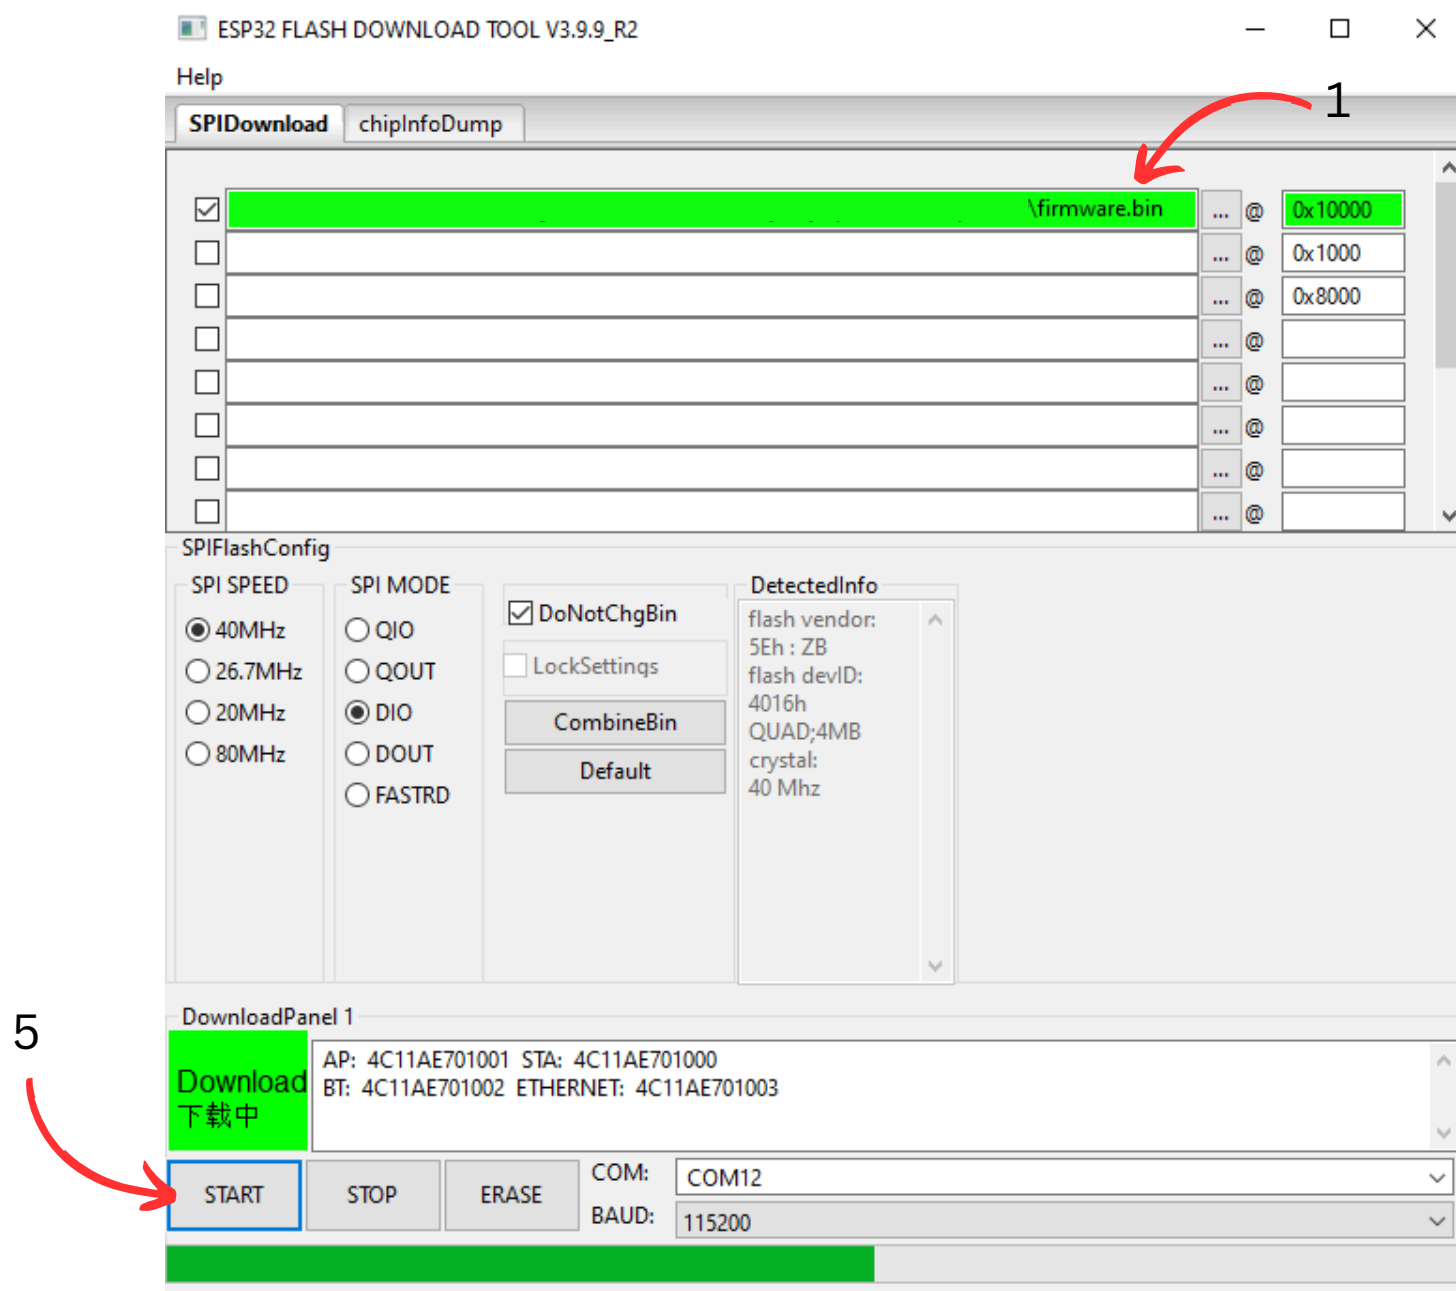 ESP32 FLASH DOWNLOAD TOOL V3.9.9_R2
Help
1
SPIDownload chipInfoDump
\firmware.bin ... @ 0x10000
... @ 0x1000
... @ 0x8000
... @
... @
... @
... @
... @
SPIFlashConfig
SPI SPEED
40MHz
26.7MHz
20MHz
80MHz
SPI MODE
QIO
QOUT
DIO
DOUT
FASTRD
DoNotChgBin
LockSettings
CombineBin
Default
DetectedInfo
flash vendor:
5Eh : ZB
flash devID:
4016h
QUAD;4MB
crystal:
40 Mhz
5
DownloadPanel 1
Download
下载中
AP: 4C11AE701001 STA: 4C11AE701000
BT: 4C11AE701002 ETHERNET: 4C11AE701003
START STOP ERASE
COM: COM12
BAUD: 115200